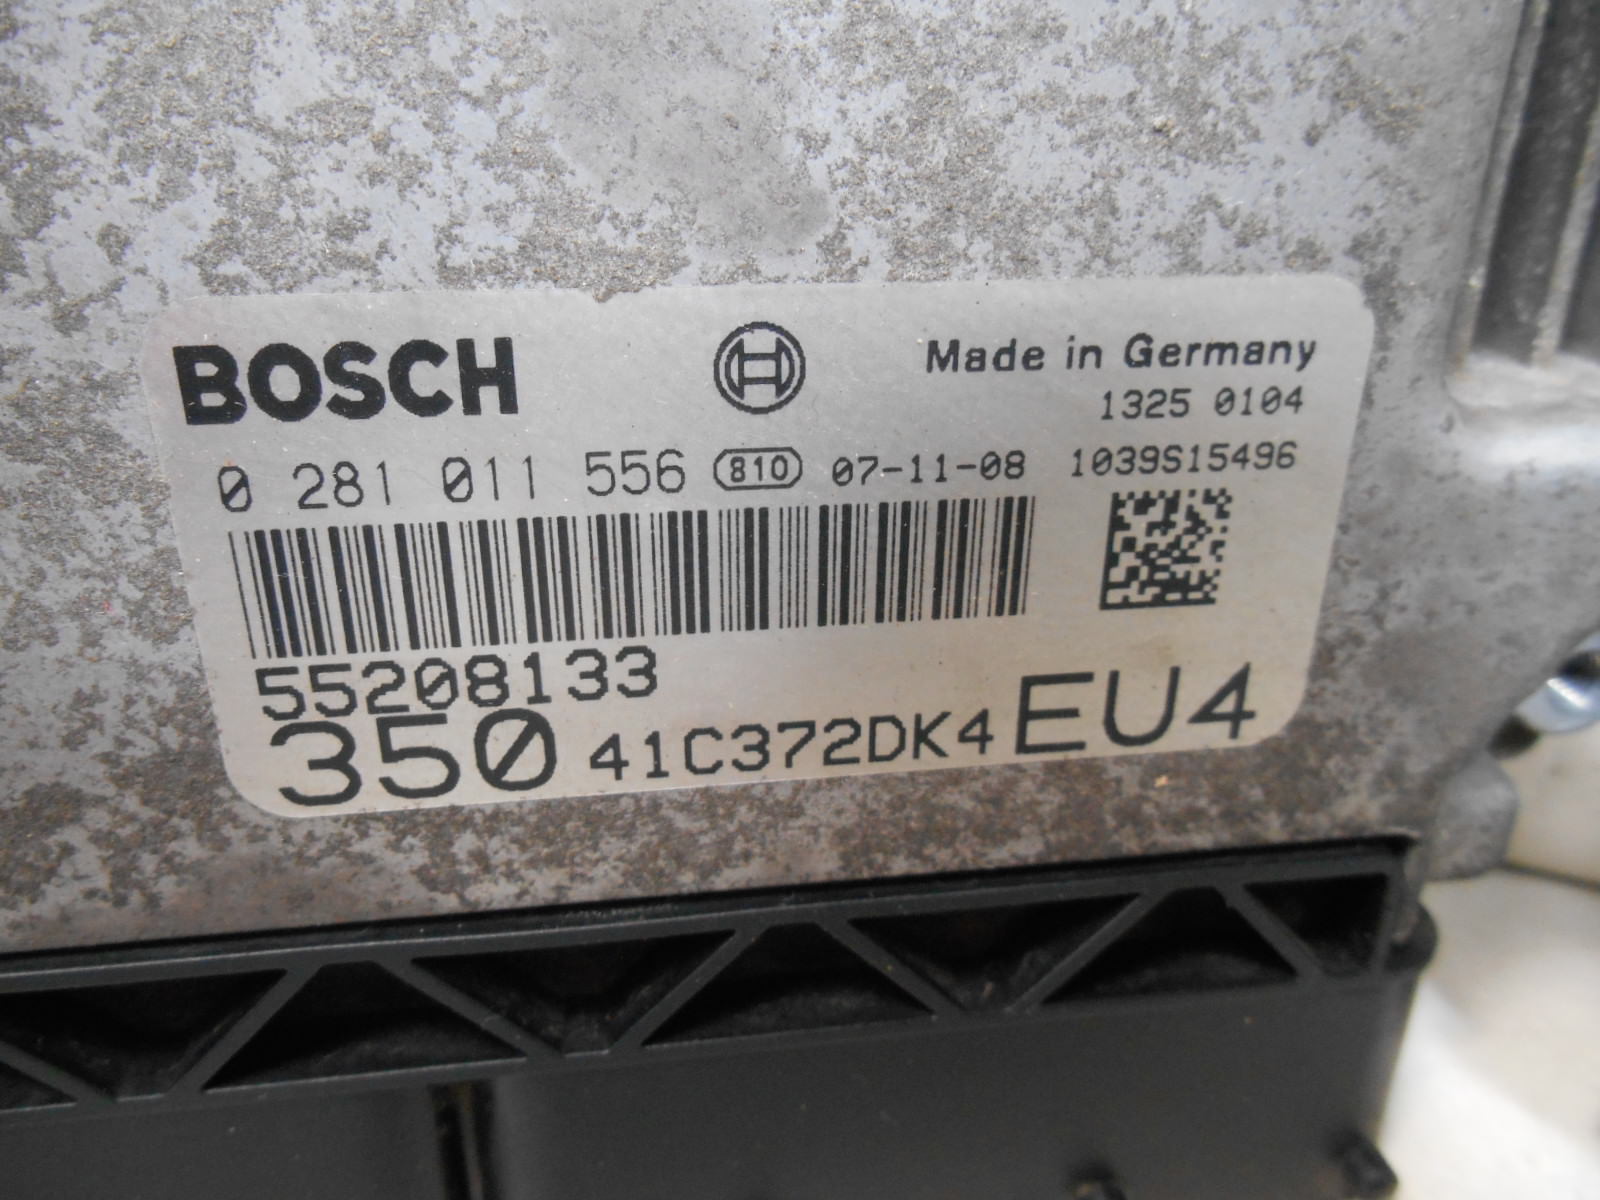 BOSCH
Made in Germany
1325 0104
0 281 011 556 810 07-11-08 1039S15496
55208133
350 41C372DK4 EU4